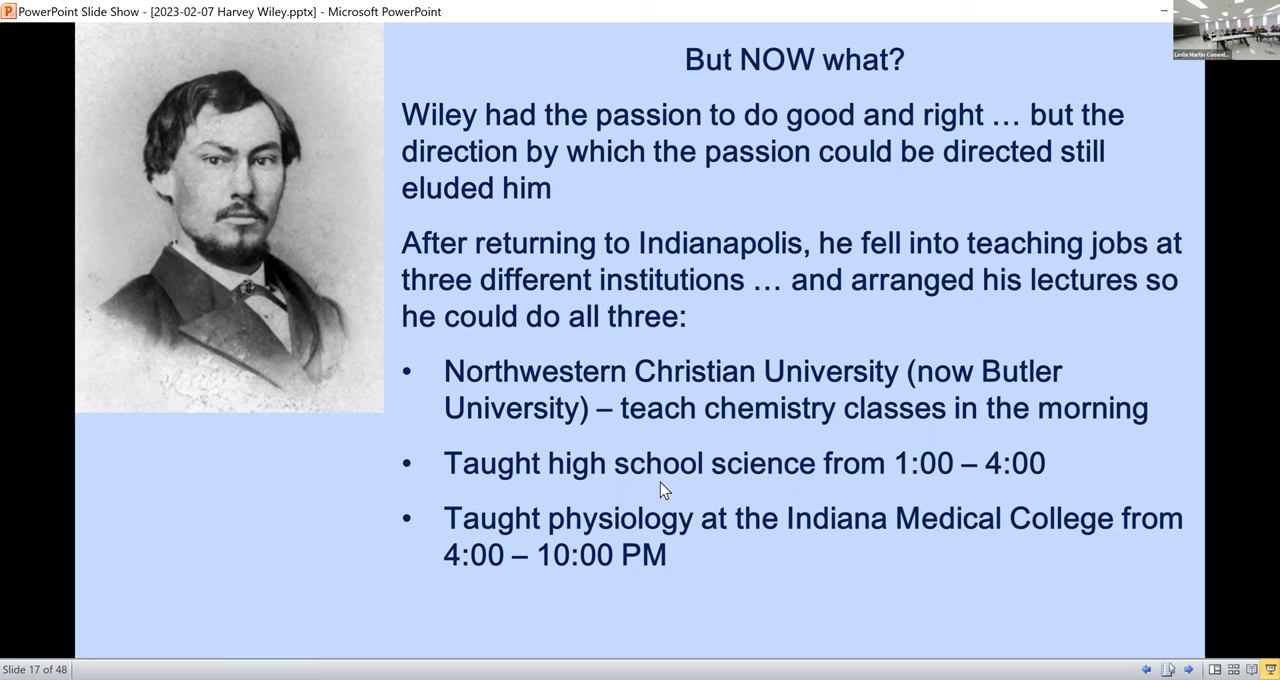 PowerPoint Slide Show - [2023-02-07 Harvey Wiley.pptx] - Microsoft PowerPoint
Leslie Martin Conwel...
But NOW what?
Wiley had the passion to do good and right … but the
direction by which the passion could be directed still
eluded him
After returning to Indianapolis, he fell into teaching jobs at
three different institutions … and arranged his lectures so
he could do all three:
• Northwestern Christian University (now Butler
University) – teach chemistry classes in the morning
• Taught high school science from 1:00 – 4:00
• Taught physiology at the Indiana Medical College from
4:00 – 10:00 PM
Slide 17 of 48